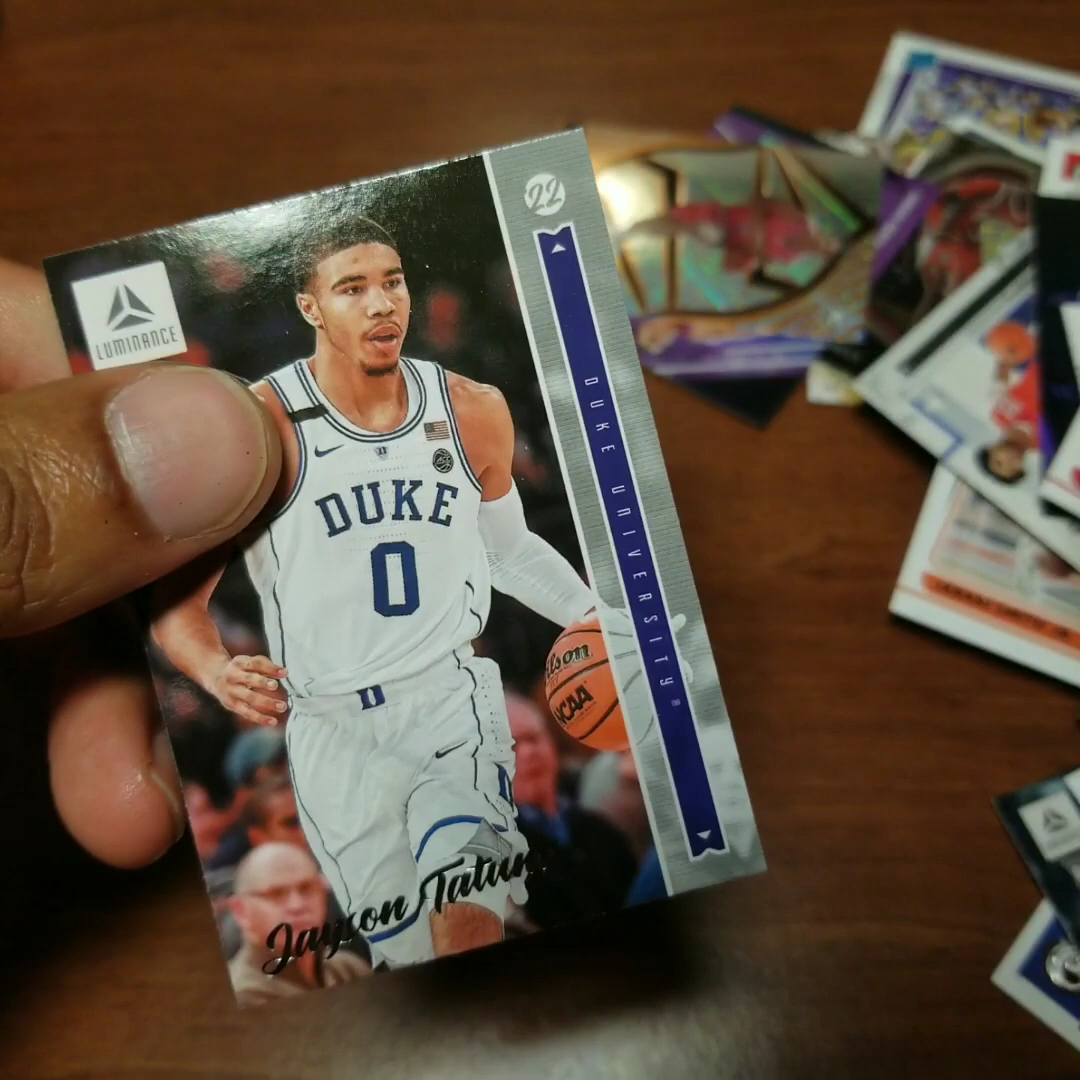 LUMINANCE
22
DUKE UNIVERSITY
DUKE
0
Wilson
NCAA
D
Jayson Tatum